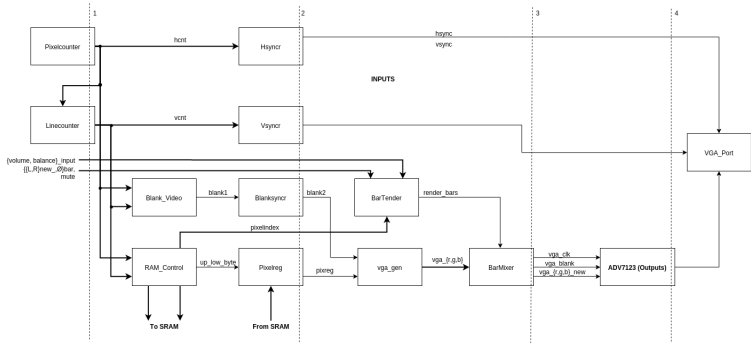 1
2
3
4
Pixelcounter
hcnt
Hsyncr
hsync
vsync
INPUTS
Linecounter
vcnt
Vsyncr
VGA_Port
{volume, balance}_input
{{L,R}new_,Ø}bar,
mute
Blank_Video
blank1
Blanksyncr
blank2
BarTender
render_bars
pixelindex
RAM_Control
up_low_byte
Pixelreg
pixreg
vga_gen
vga_{r,g,b}
BarMixer
vga_clk
vga_blank
vga_{r,g,b}_new
ADV7123 (Outputs)
To SRAM
From SRAM